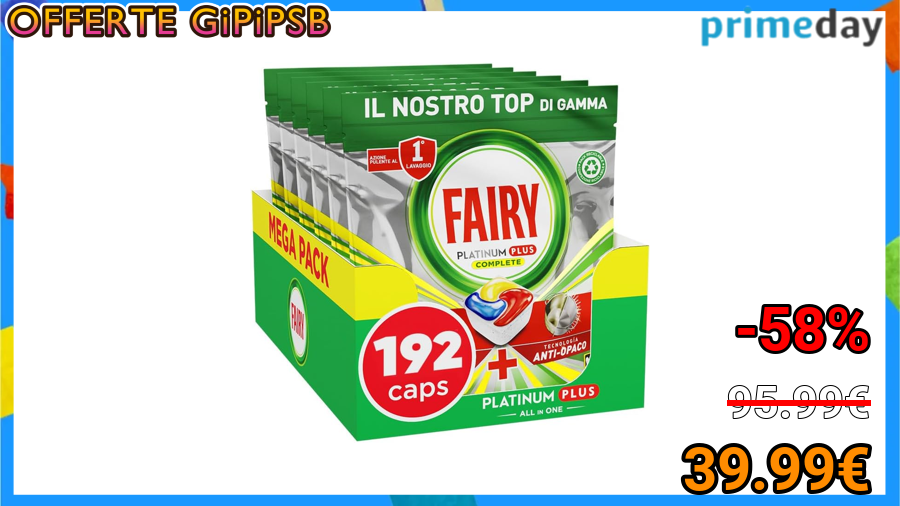 OFFERTE GiPiPSB
primeday
IL NOSTRO TOP DI GAMMA
AZIONE
PULENTE AL
1°
LAVAGGIO
FAIRY
PLATINUM PLUS
COMPLETE
MEGA PACK
FAIRY
192
caps
+
TECNOLOGIA
ANTI-OPACO
PLATINUM PLUS
ALL IN ONE
-58%
95.99€
39.99€